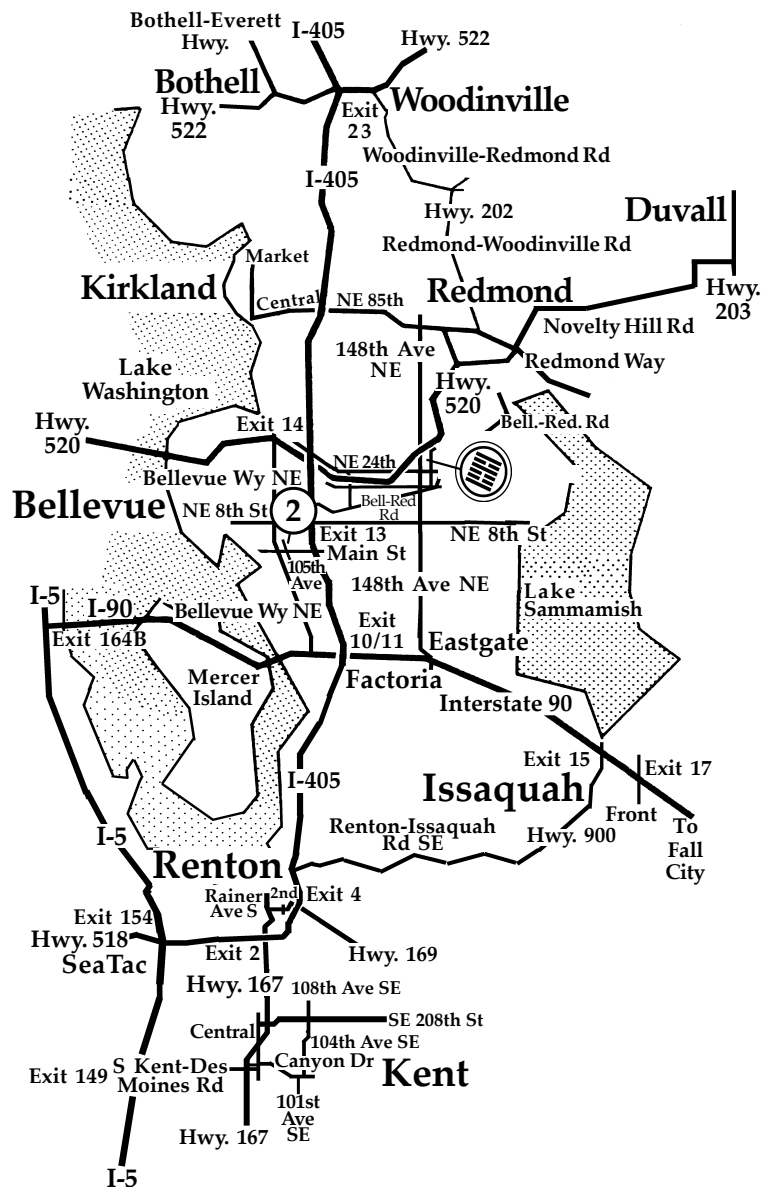 Bothell-Everett
Hwy.
I-405
Hwy. 522
Bothell
Woodinville
Hwy.
522
Exit
23
Woodinville-Redmond Rd
I-405
Hwy. 202
Duvall
Redmond-Woodinville Rd
Market
Kirkland
Central
NE 85th
Redmond
Hwy.
203
Novelty Hill Rd
148th Ave
NE
Redmond Way
Lake
Washington
Hwy.
520
Hwy.
520
Exit 14
Bell.-Red. Rd
NE 24th
Bellevue Wy NE
Bellevue
NE 8th St
2
Bell-Red
Rd
Exit 13
NE 8th St
Main St
105th
Ave
148th Ave NE
I-5
I-90
Bellevue Wy NE
Lake
Sammamish
Exit 164B
Exit
10/11
Eastgate
Mercer
Island
Factoria
Interstate 90
Exit 15
Exit 17
I-405
Issaquah
Front
To
Fall
City
Renton-Issaquah
Rd SE
Hwy. 900
I-5
Renton
Rainer
Ave S
2nd
Exit 4
Exit 154
Hwy. 518
SeaTac
Exit 2
Hwy. 169
Hwy. 167
108th Ave SE
Central
SE 208th St
104th Ave SE
Exit 149
S Kent-Des
Moines Rd
Canyon Dr
Kent
101st
Ave
SE
Hwy. 167
I-5